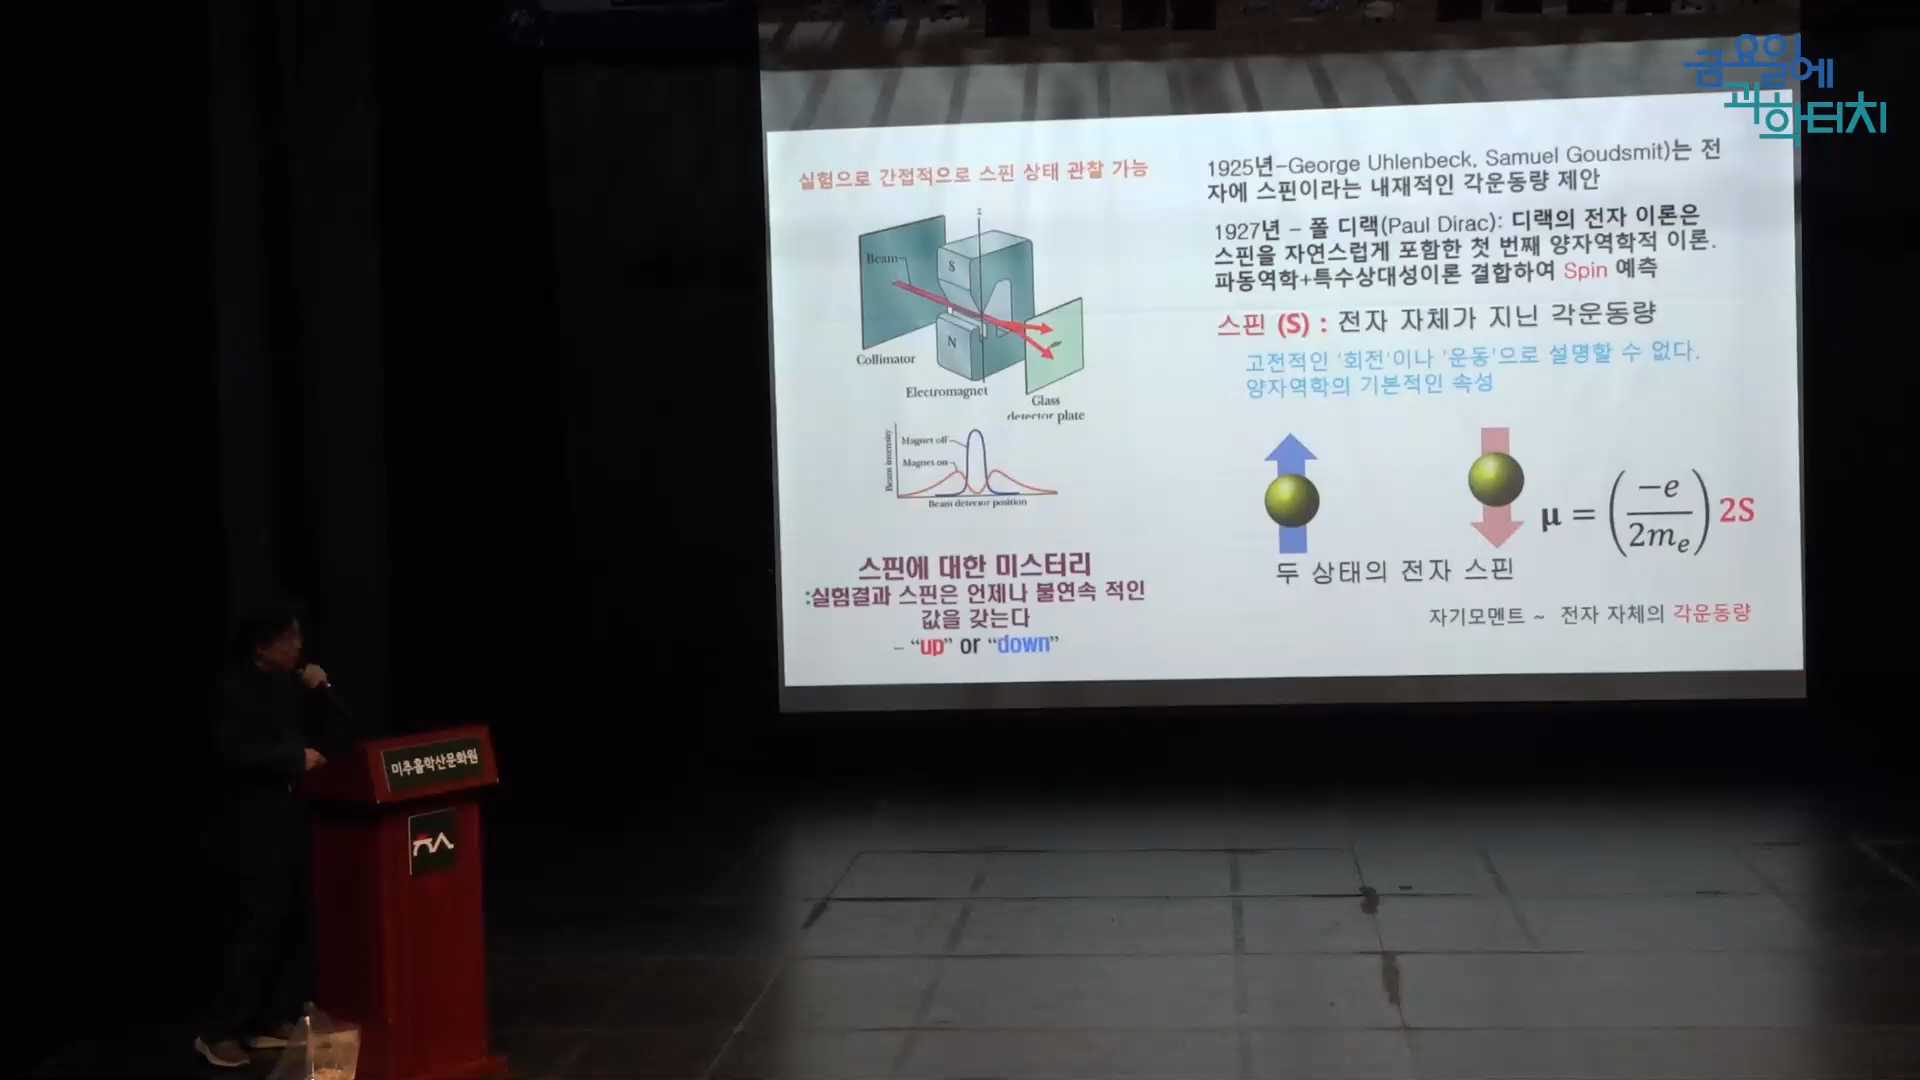 금요일에
과학터치
실험으로 간접적으로 스핀 상태 관찰 가능
z
Beam
S
N
Collimator
Electromagnet
Glass
detector plate
Beam intensity
Magnet off
Magnet on
Beam detector position
스핀에 대한 미스터리
:실험결과 스핀은 언제나 불연속 적인
값을 갖는다
– “up” or “down”
1925년-George Uhlenbeck, Samuel Goudsmit)는 전
자에 스핀이라는 내재적인 각운동량 제안
1927년 - 폴 디랙(Paul Dirac): 디랙의 전자 이론은
스핀을 자연스럽게 포함한 첫 번째 양자역학적 이론.
파동역학+특수상대성이론 결합하여 Spin 예측
스핀 (S) : 전자 자체가 지닌 각운동량
고전적인 '회전'이나 '운동'으로 설명할 수 없다.
양자역학의 기본적인 속성
μ = (−e/2mₑ) 2S
두 상태의 전자 스핀
자기모멘트 ~ 전자 자체의 각운동량
미추홀학산문화원